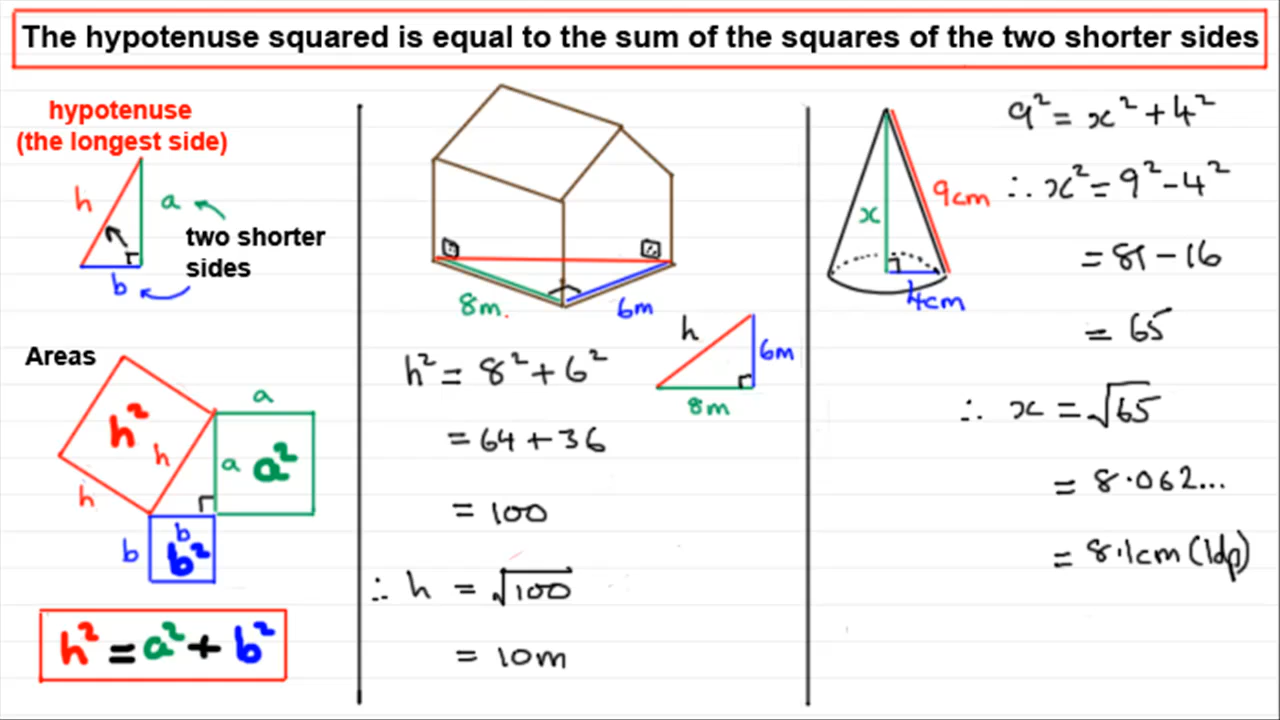 The hypotenuse squared is equal to the sum of the squares of the two shorter sides
hypotenuse
(the longest side)
h
a
two shorter
sides
b
Areas
a
h²
h
a
a²
h
b
b
b²
h² = a² + b²
8m.
6m
h
6m
8m
h² = 8² + 6²
= 64 + 36
= 100
∴ h = √100
= 10m
x
9cm
4cm
9² = x² + 4²
∴ x² = 9² - 4²
= 81 - 16
= 65
∴ x = √65
= 8·062...
= 8·1cm (1dp)